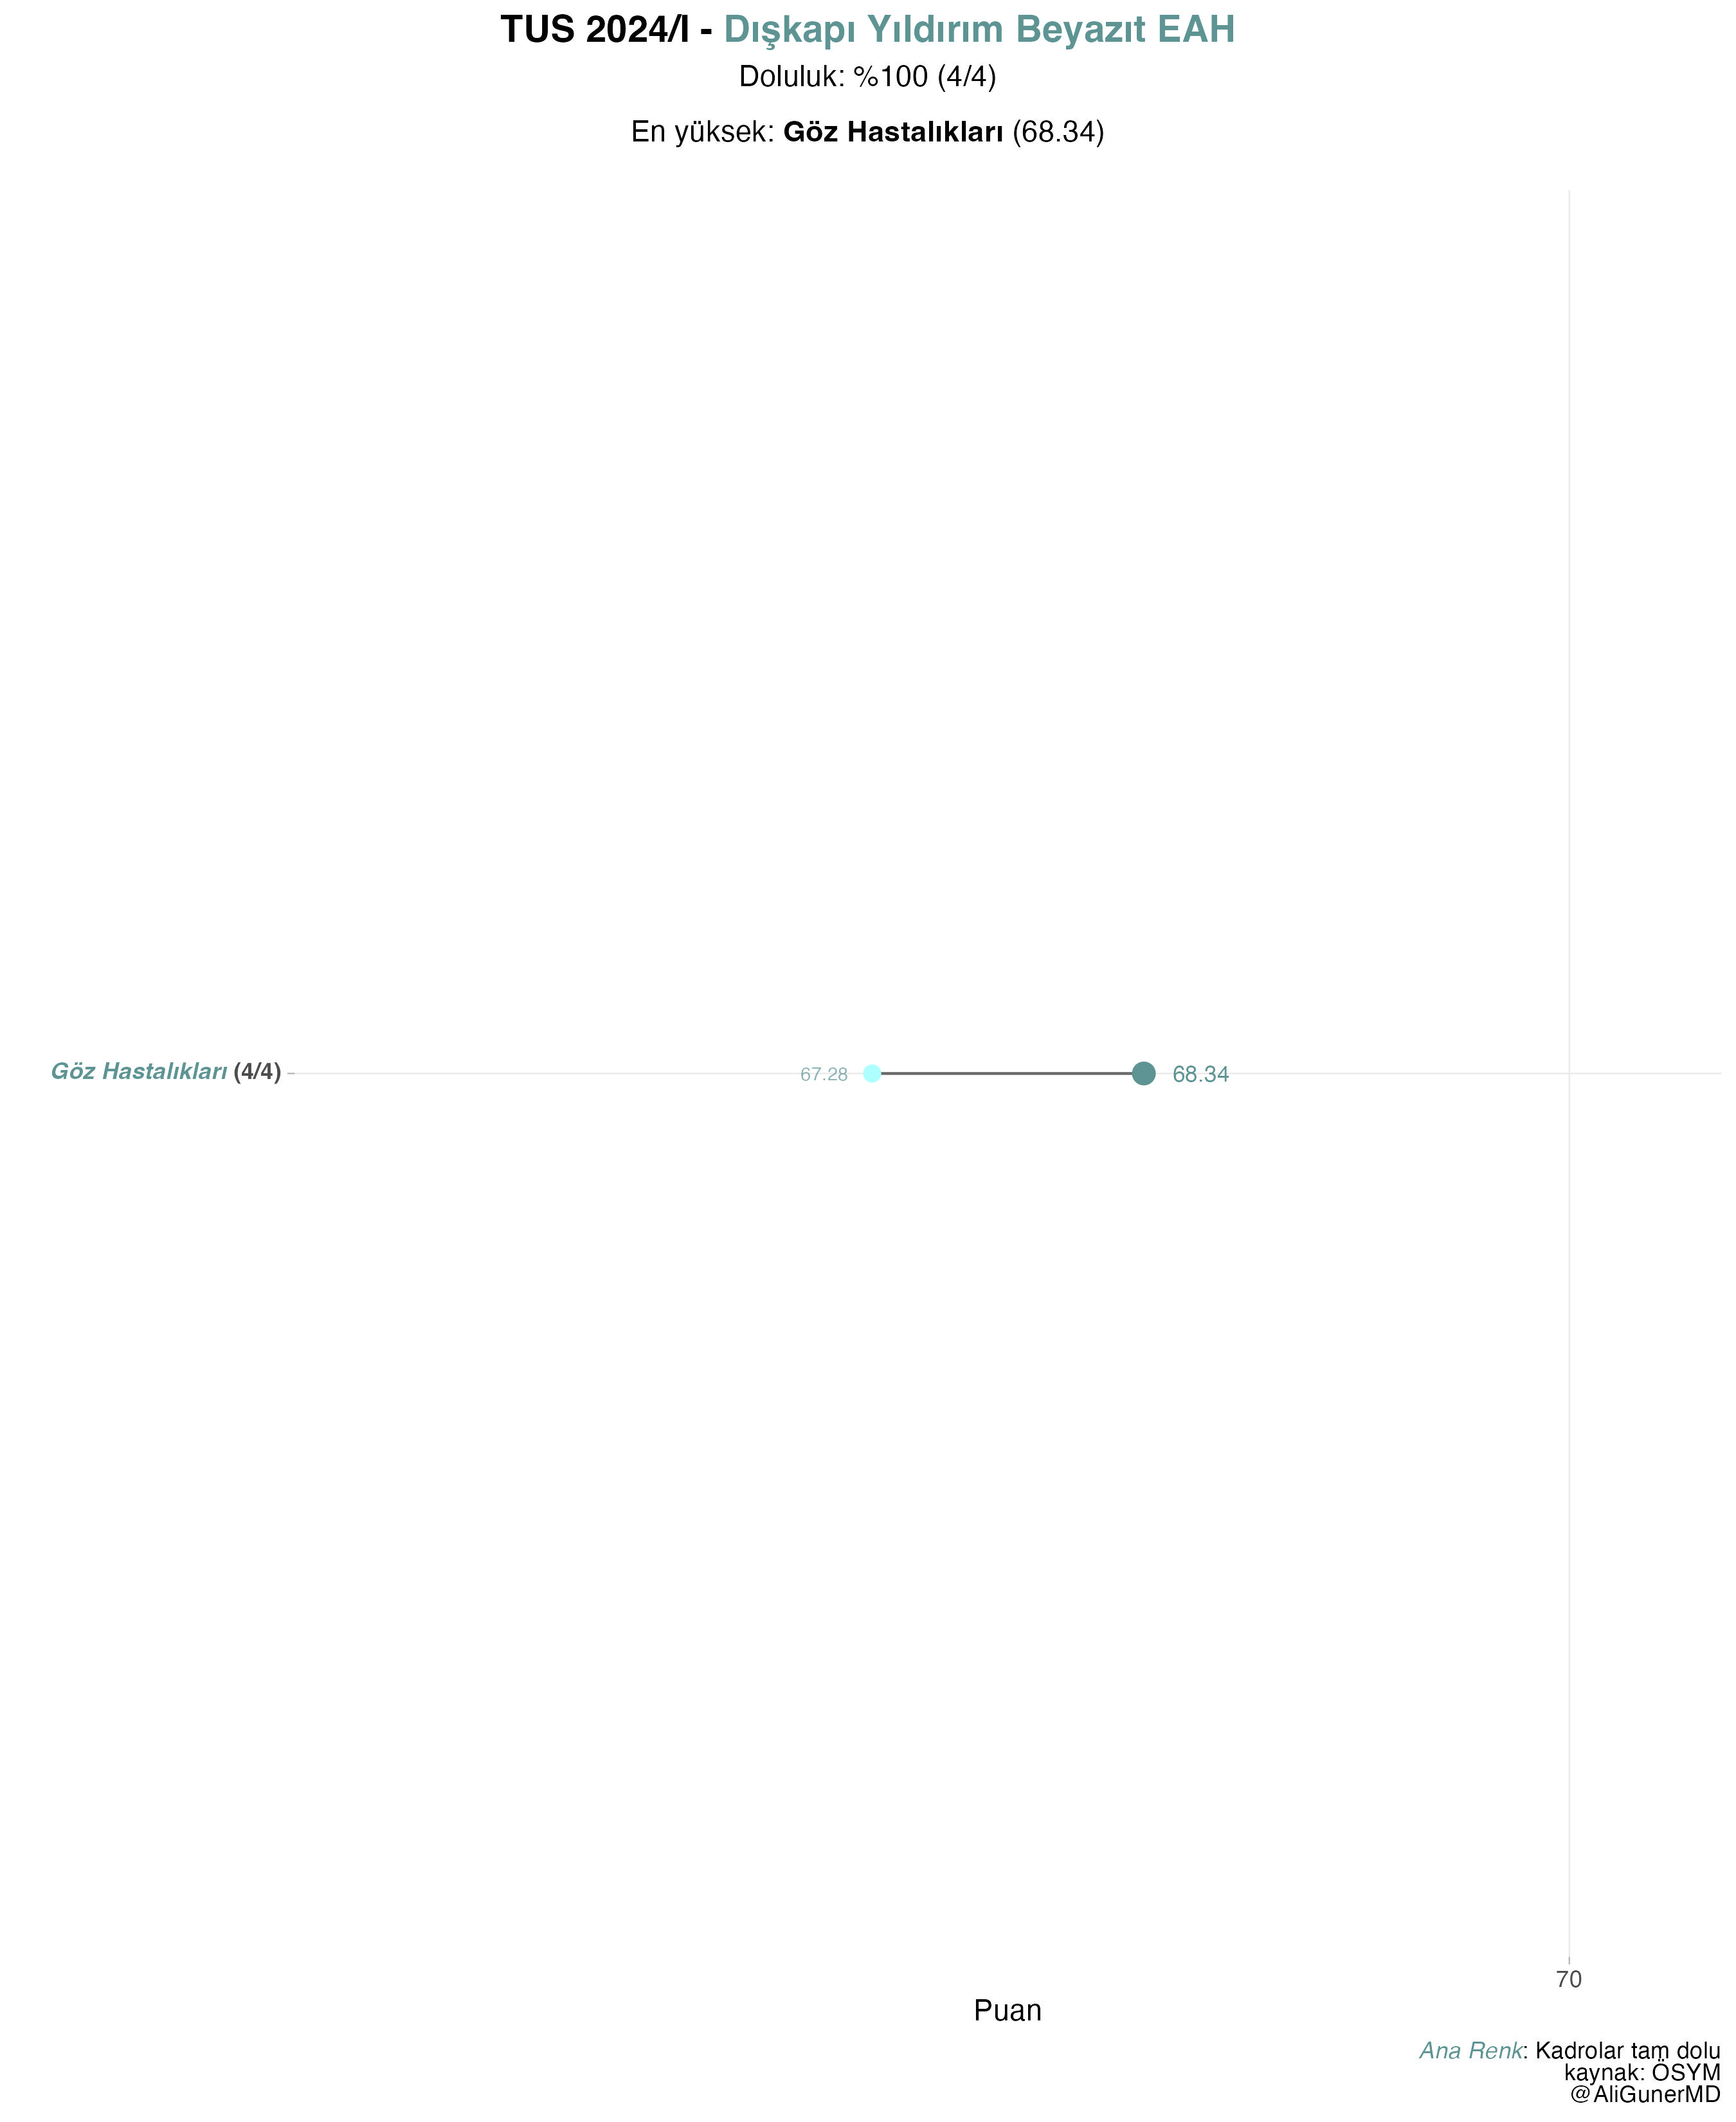 TUS 2024/I - Dışkapı Yıldırım Beyazıt EAH
Doluluk: %100 (4/4)
En yüksek: Göz Hastalıkları (68.34)
Göz Hastalıkları (4/4)
67.28
68.34
70
Puan
Ana Renk: Kadrolar tam dolu
kaynak: ÖSYM
@AliGunerMD